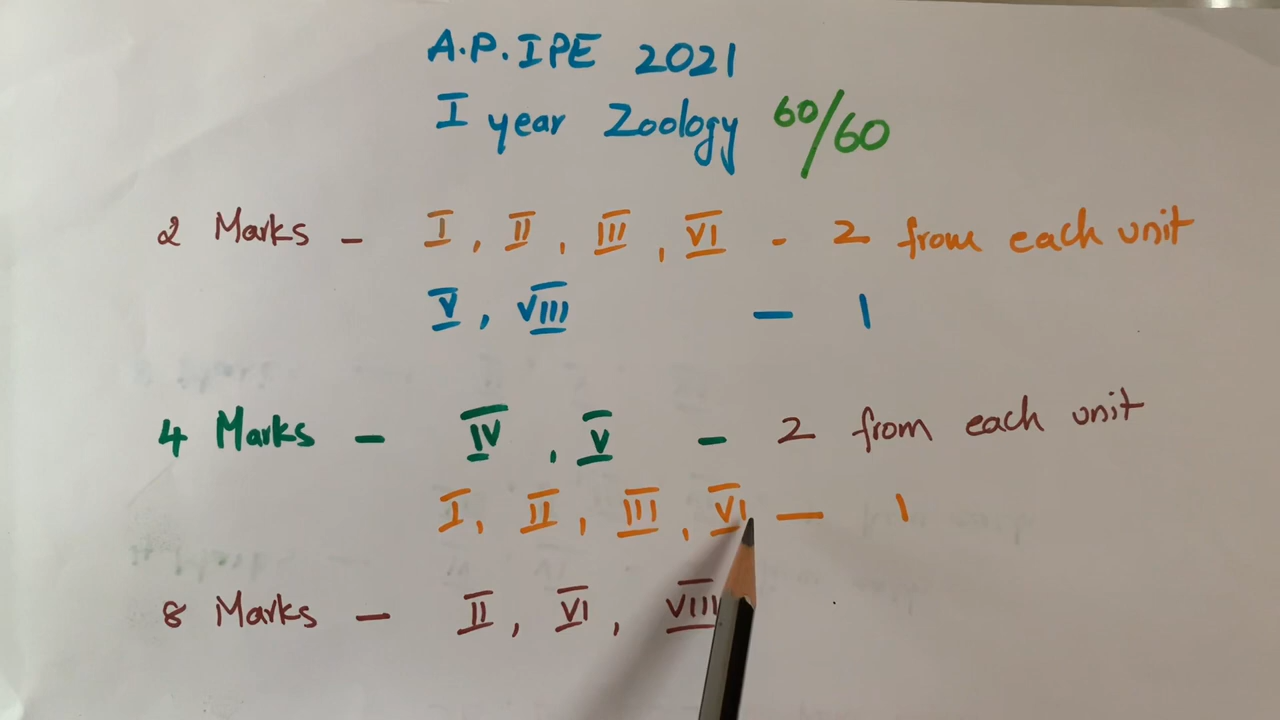 A.P.IPE 2021
I year Zoology 60/60
2 Marks - I, II, III, VI - 2 from each unit
V, VIII - 1
4 Marks - IV, V - 2 from each unit
I, II, III, VI - 1
8 Marks - II, VI, VIII